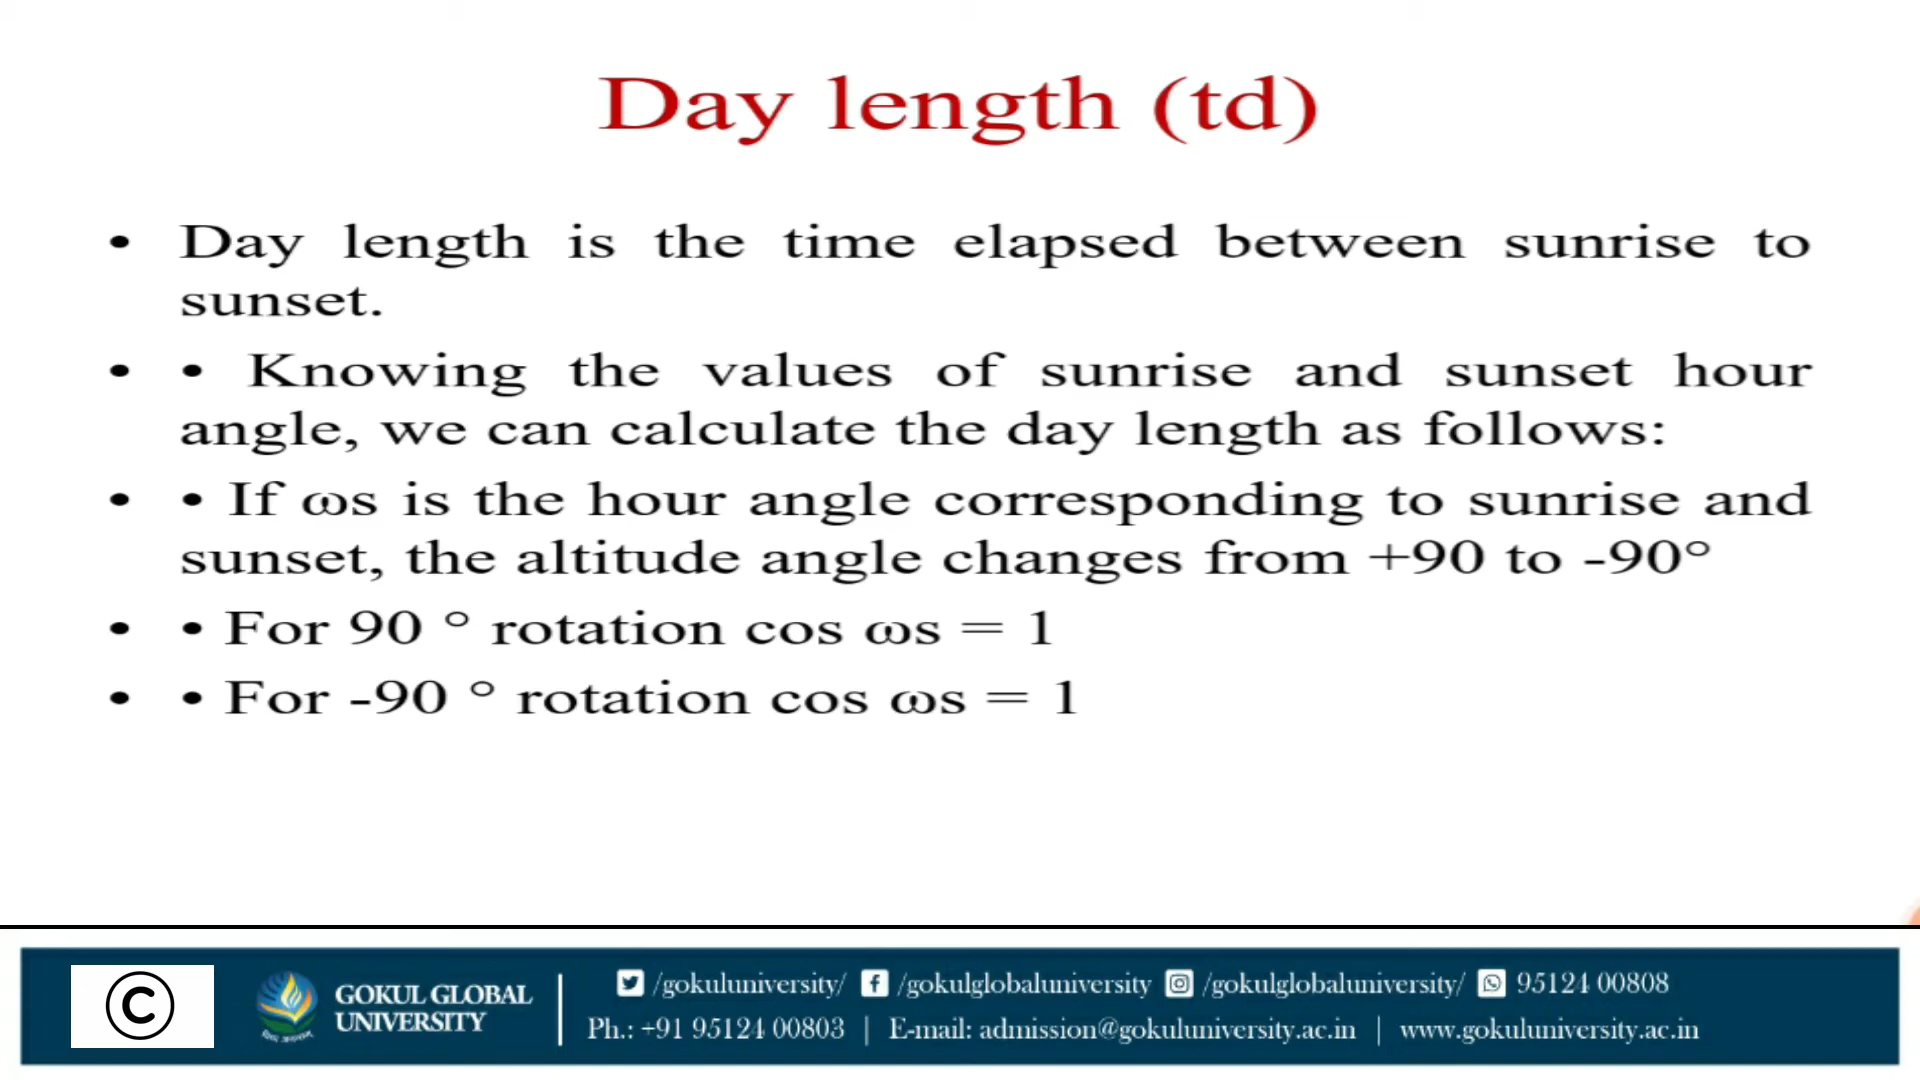 Day length (td)
• Day length is the time elapsed between sunrise to
sunset.
• • Knowing the values of sunrise and sunset hour
angle, we can calculate the day length as follows:
• • If ωs is the hour angle corresponding to sunrise and
sunset, the altitude angle changes from +90 to -90°
• • For 90 ° rotation cos ωs = 1
• • For -90 ° rotation cos ωs = 1
©
GOKUL GLOBAL
UNIVERSITY
/gokuluniversity/ /gokulglobaluniversity /gokulglobaluniversity/ 95124 00808
Ph.: +91 95124 00803 | E-mail: admission@gokuluniversity.ac.in | www.gokuluniversity.ac.in